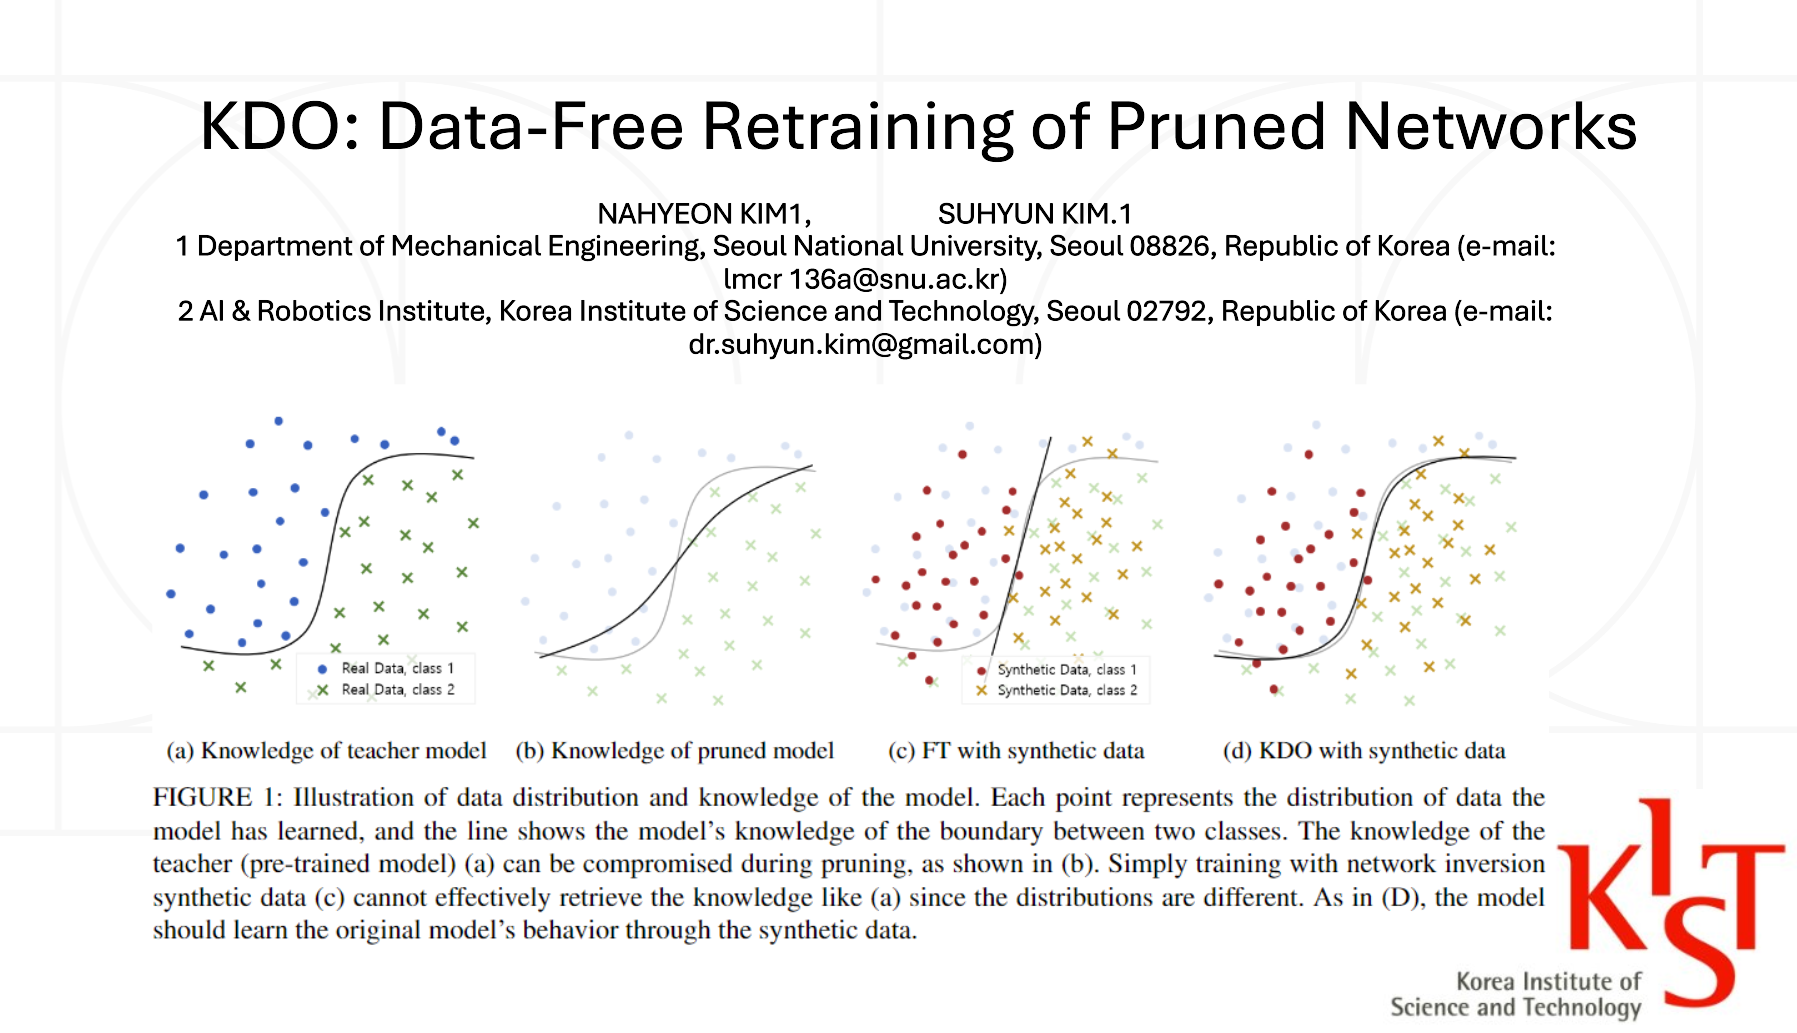 KDO: Data-Free Retraining of Pruned Networks
NAHYEON KIM1, SUHYUN KIM.1
1 Department of Mechanical Engineering, Seoul National University, Seoul 08826, Republic of Korea (e-mail:
lmcr 136a@snu.ac.kr)
2 AI & Robotics Institute, Korea Institute of Science and Technology, Seoul 02792, Republic of Korea (e-mail:
dr.suhyun.kim@gmail.com)
Real Data, class 1
Real Data, class 2
Synthetic Data, class 1
Synthetic Data, class 2
(a) Knowledge of teacher model
(b) Knowledge of pruned model
(c) FT with synthetic data
(d) KDO with synthetic data
FIGURE 1: Illustration of data distribution and knowledge of the model. Each point represents the distribution of data the
model has learned, and the line shows the model's knowledge of the boundary between two classes. The knowledge of the
teacher (pre-trained model) (a) can be compromised during pruning, as shown in (b). Simply training with network inversion
synthetic data (c) cannot effectively retrieve the knowledge like (a) since the distributions are different. As in (D), the model
should learn the original model's behavior through the synthetic data.
KIST
Korea Institute of
Science and Technology